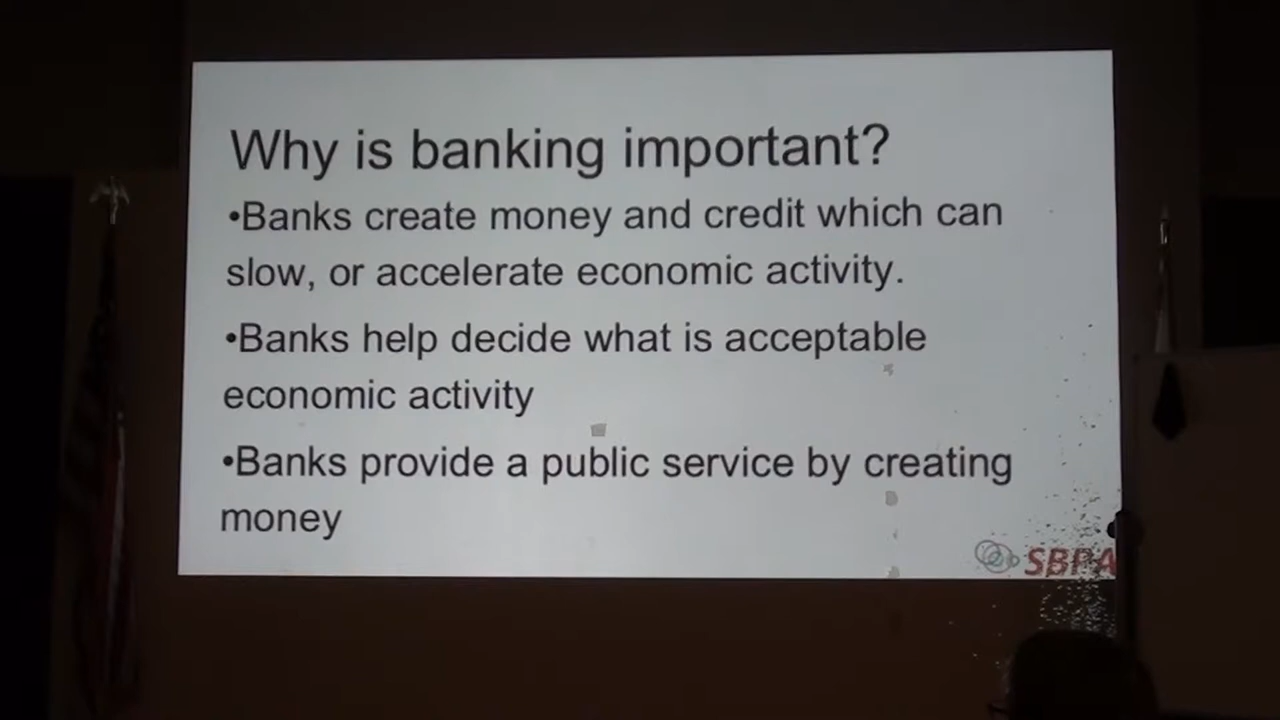 Why is banking important?
•Banks create money and credit which can
slow, or accelerate economic activity.
•Banks help decide what is acceptable
economic activity
•Banks provide a public service by creating
money
SBPA